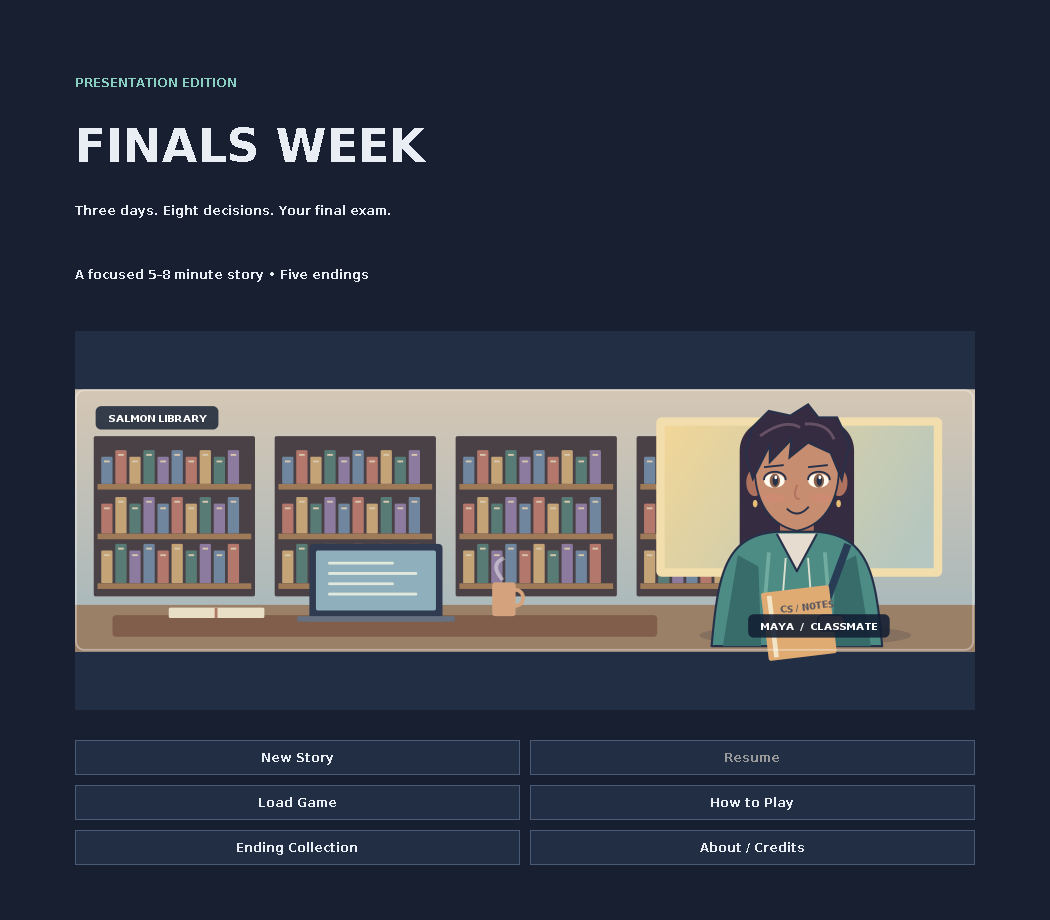 PRESENTATION EDITION
FINALS WEEK
Three days. Eight decisions. Your final exam.
A focused 5–8 minute story • Five endings
SALMON LIBRARY
CS / NOTES
MAYA / CLASSMATE
New Story
Resume
Load Game
How to Play
Ending Collection
About / Credits